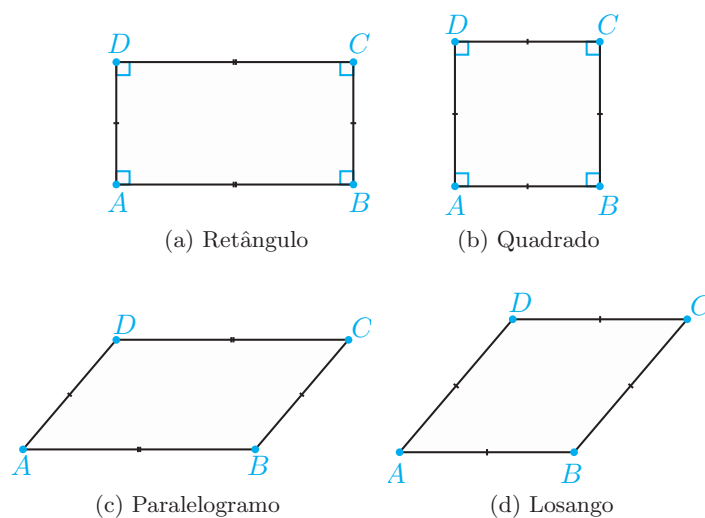 D C
D C
A B
A B
(a) Retângulo
(b) Quadrado
D C
D C
A B
A B
(c) Paralelogramo
(d) Losango